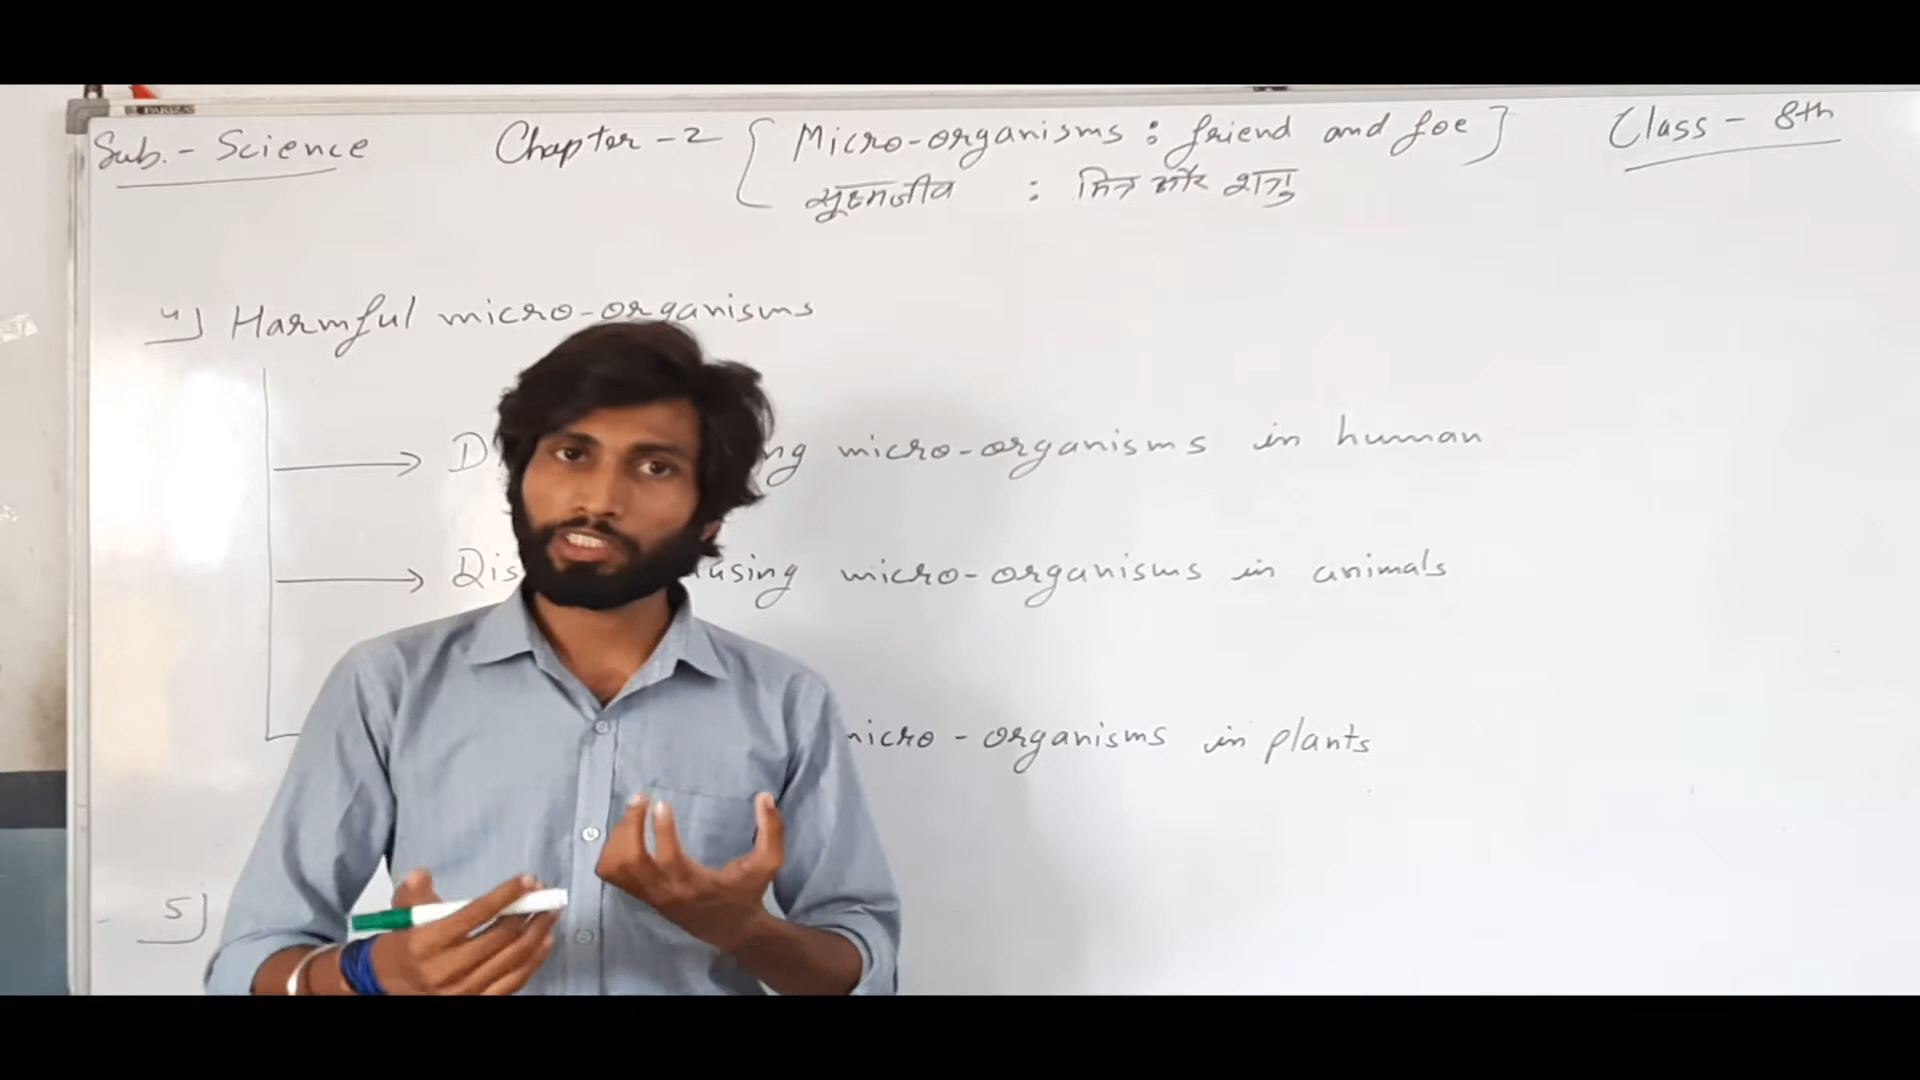 Sub. - Science Chapter - 2 [ Micro-organisms : friend and foe ] Class - 8th
सूक्ष्मजीव : मित्र और शत्रु
4) Harmful micro-organisms
micro-organisms in human
micro-organisms in animals
micro - organisms in plants
5)